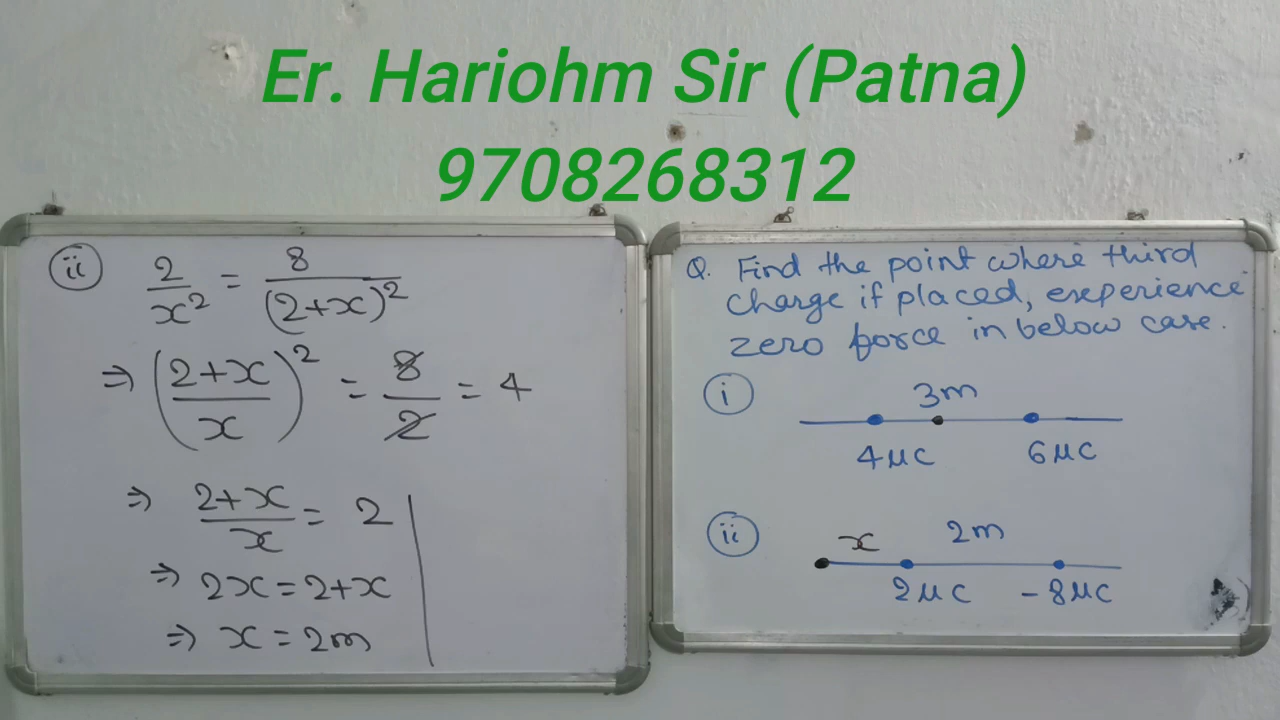 Er. Hariohm Sir (Patna)
9708268312
ii 2/x² = 8/(2+x)²
⇒ ((2+x)/x)² = 8/2 = 4
⇒ (2+x)/x = 2
⇒ 2x = 2+x
⇒ x = 2m
Q. Find the point where third
charge if placed, experience
zero force in below case.
i 3m
4μC 6μC
ii x 2m
2μC -8μC